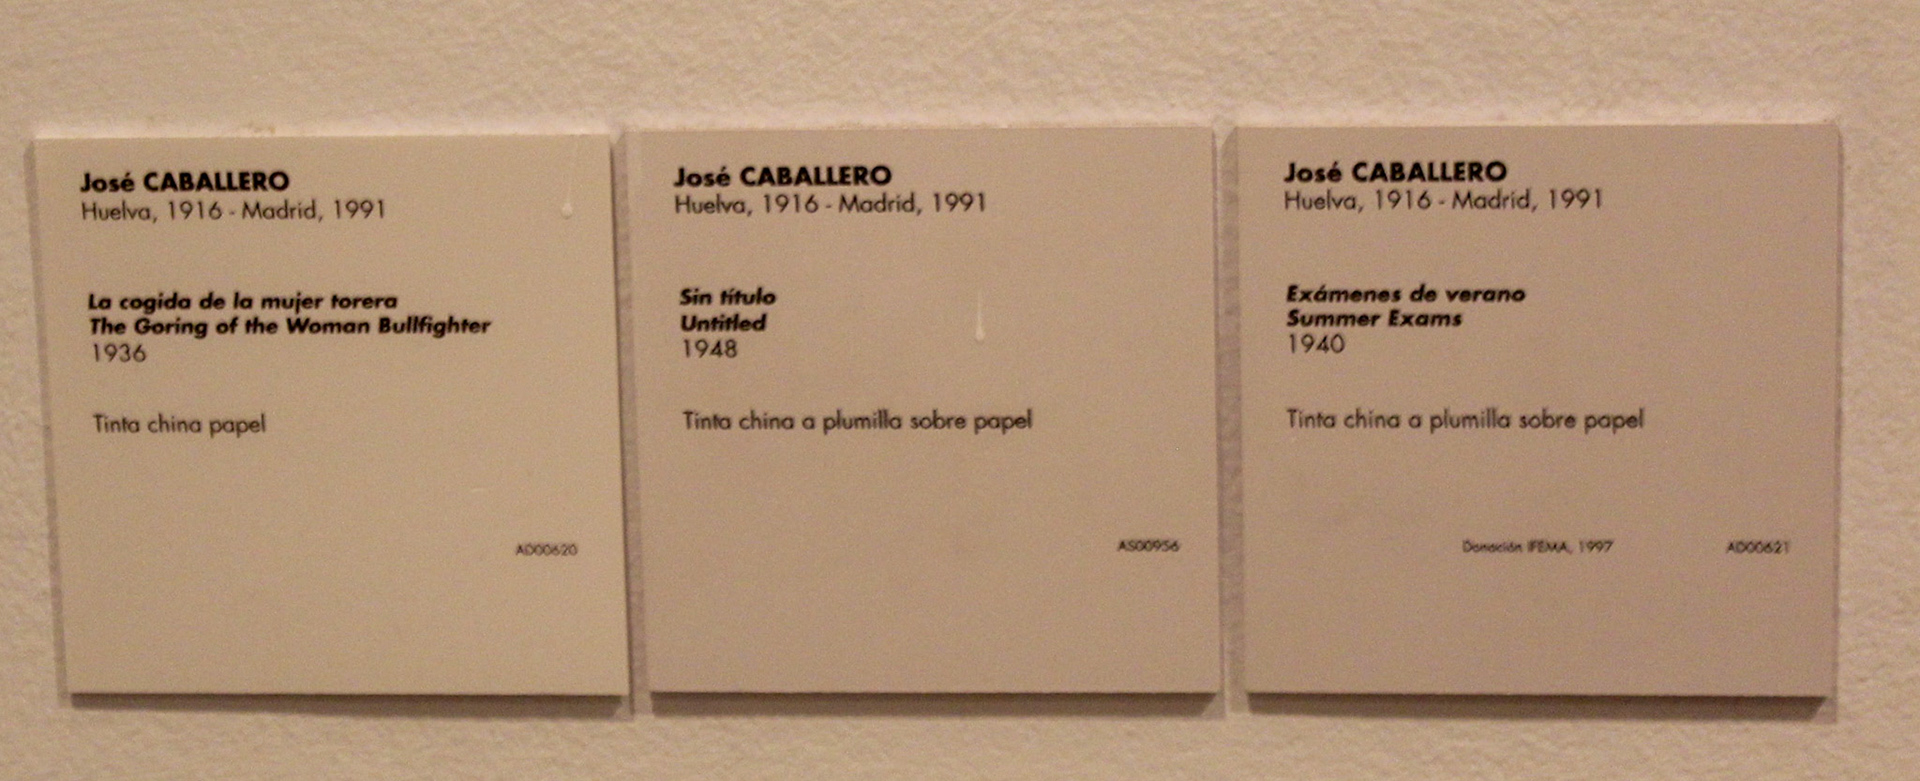 José CABALLERO
Huelva, 1916 - Madrid, 1991
La cogida de la mujer torera
The Goring of the Woman Bullfighter
1936
Tinta china papel
AD00620
José CABALLERO
Huelva, 1916 - Madrid, 1991
Sin título
Untitled
1948
Tinta china a plumilla sobre papel
AS00956
José CABALLERO
Huelva, 1916 - Madrid, 1991
Exámenes de verano
Summer Exams
1940
Tinta china a plumilla sobre papel
Donación IFEMA, 1997 AD00621